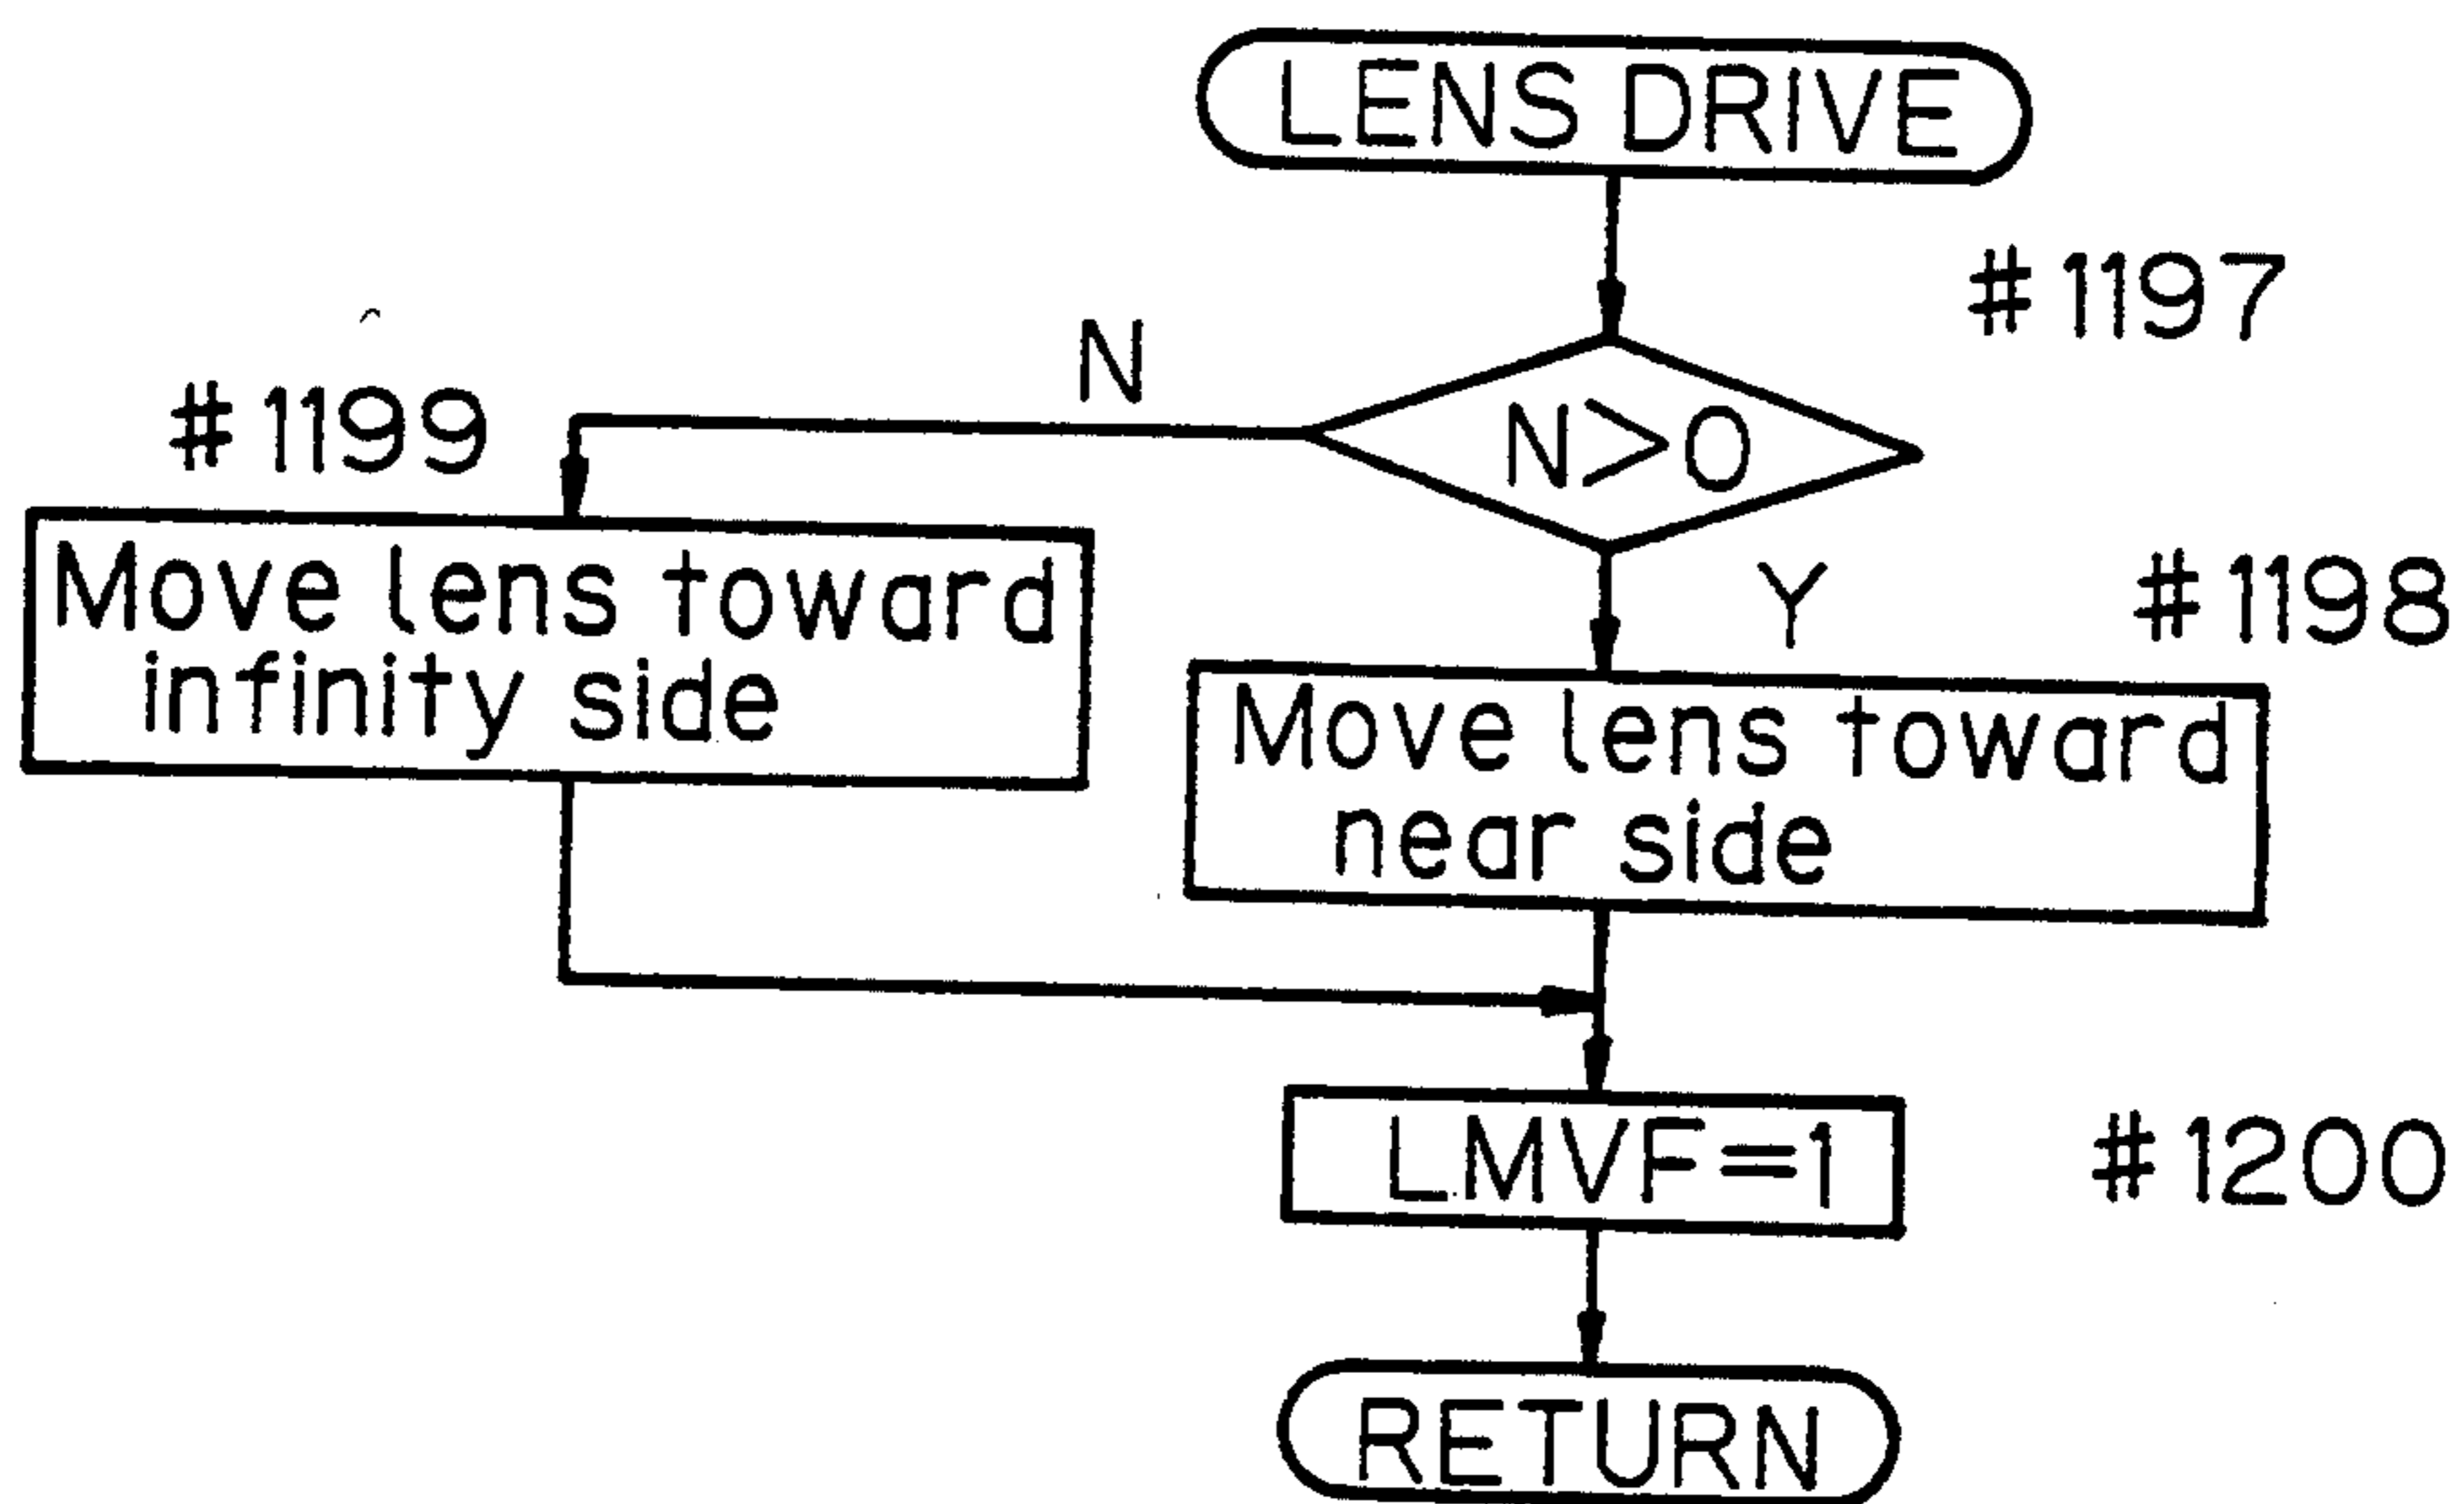 LENS DRIVE
#1197
N
N>0
#1199
Move lens toward
infinity side
Y
#1198
Move lens toward
near side
LMVF=1
#1200
RETURN